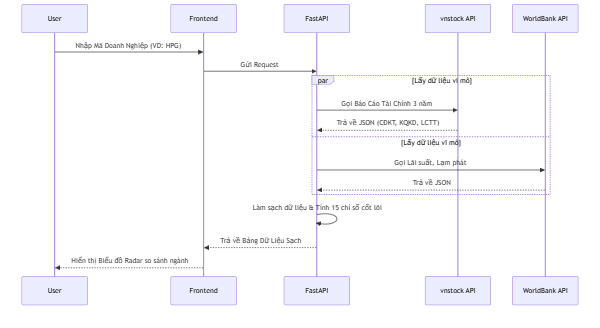 User
Frontend
FastAPI
vnstock API
WorldBank API
Nhập Mã Doanh Nghiệp (VD: HPG)
Gửi Request
par
[Lấy dữ liệu vi mô]
Gọi Báo Cáo Tài Chính 3 năm
Trả về JSON (CĐKT, KQKD, LCTT)
[Lấy dữ liệu vĩ mô]
Gọi Lãi suất, Lạm phát
Trả về JSON
Làm sạch dữ liệu & Tính 15 chỉ số cốt lõi
Trả về Bảng Dữ Liệu Sạch
Hiển thị Biểu đồ Radar so sánh ngành
User
Frontend
FastAPI
vnstock API
WorldBank API